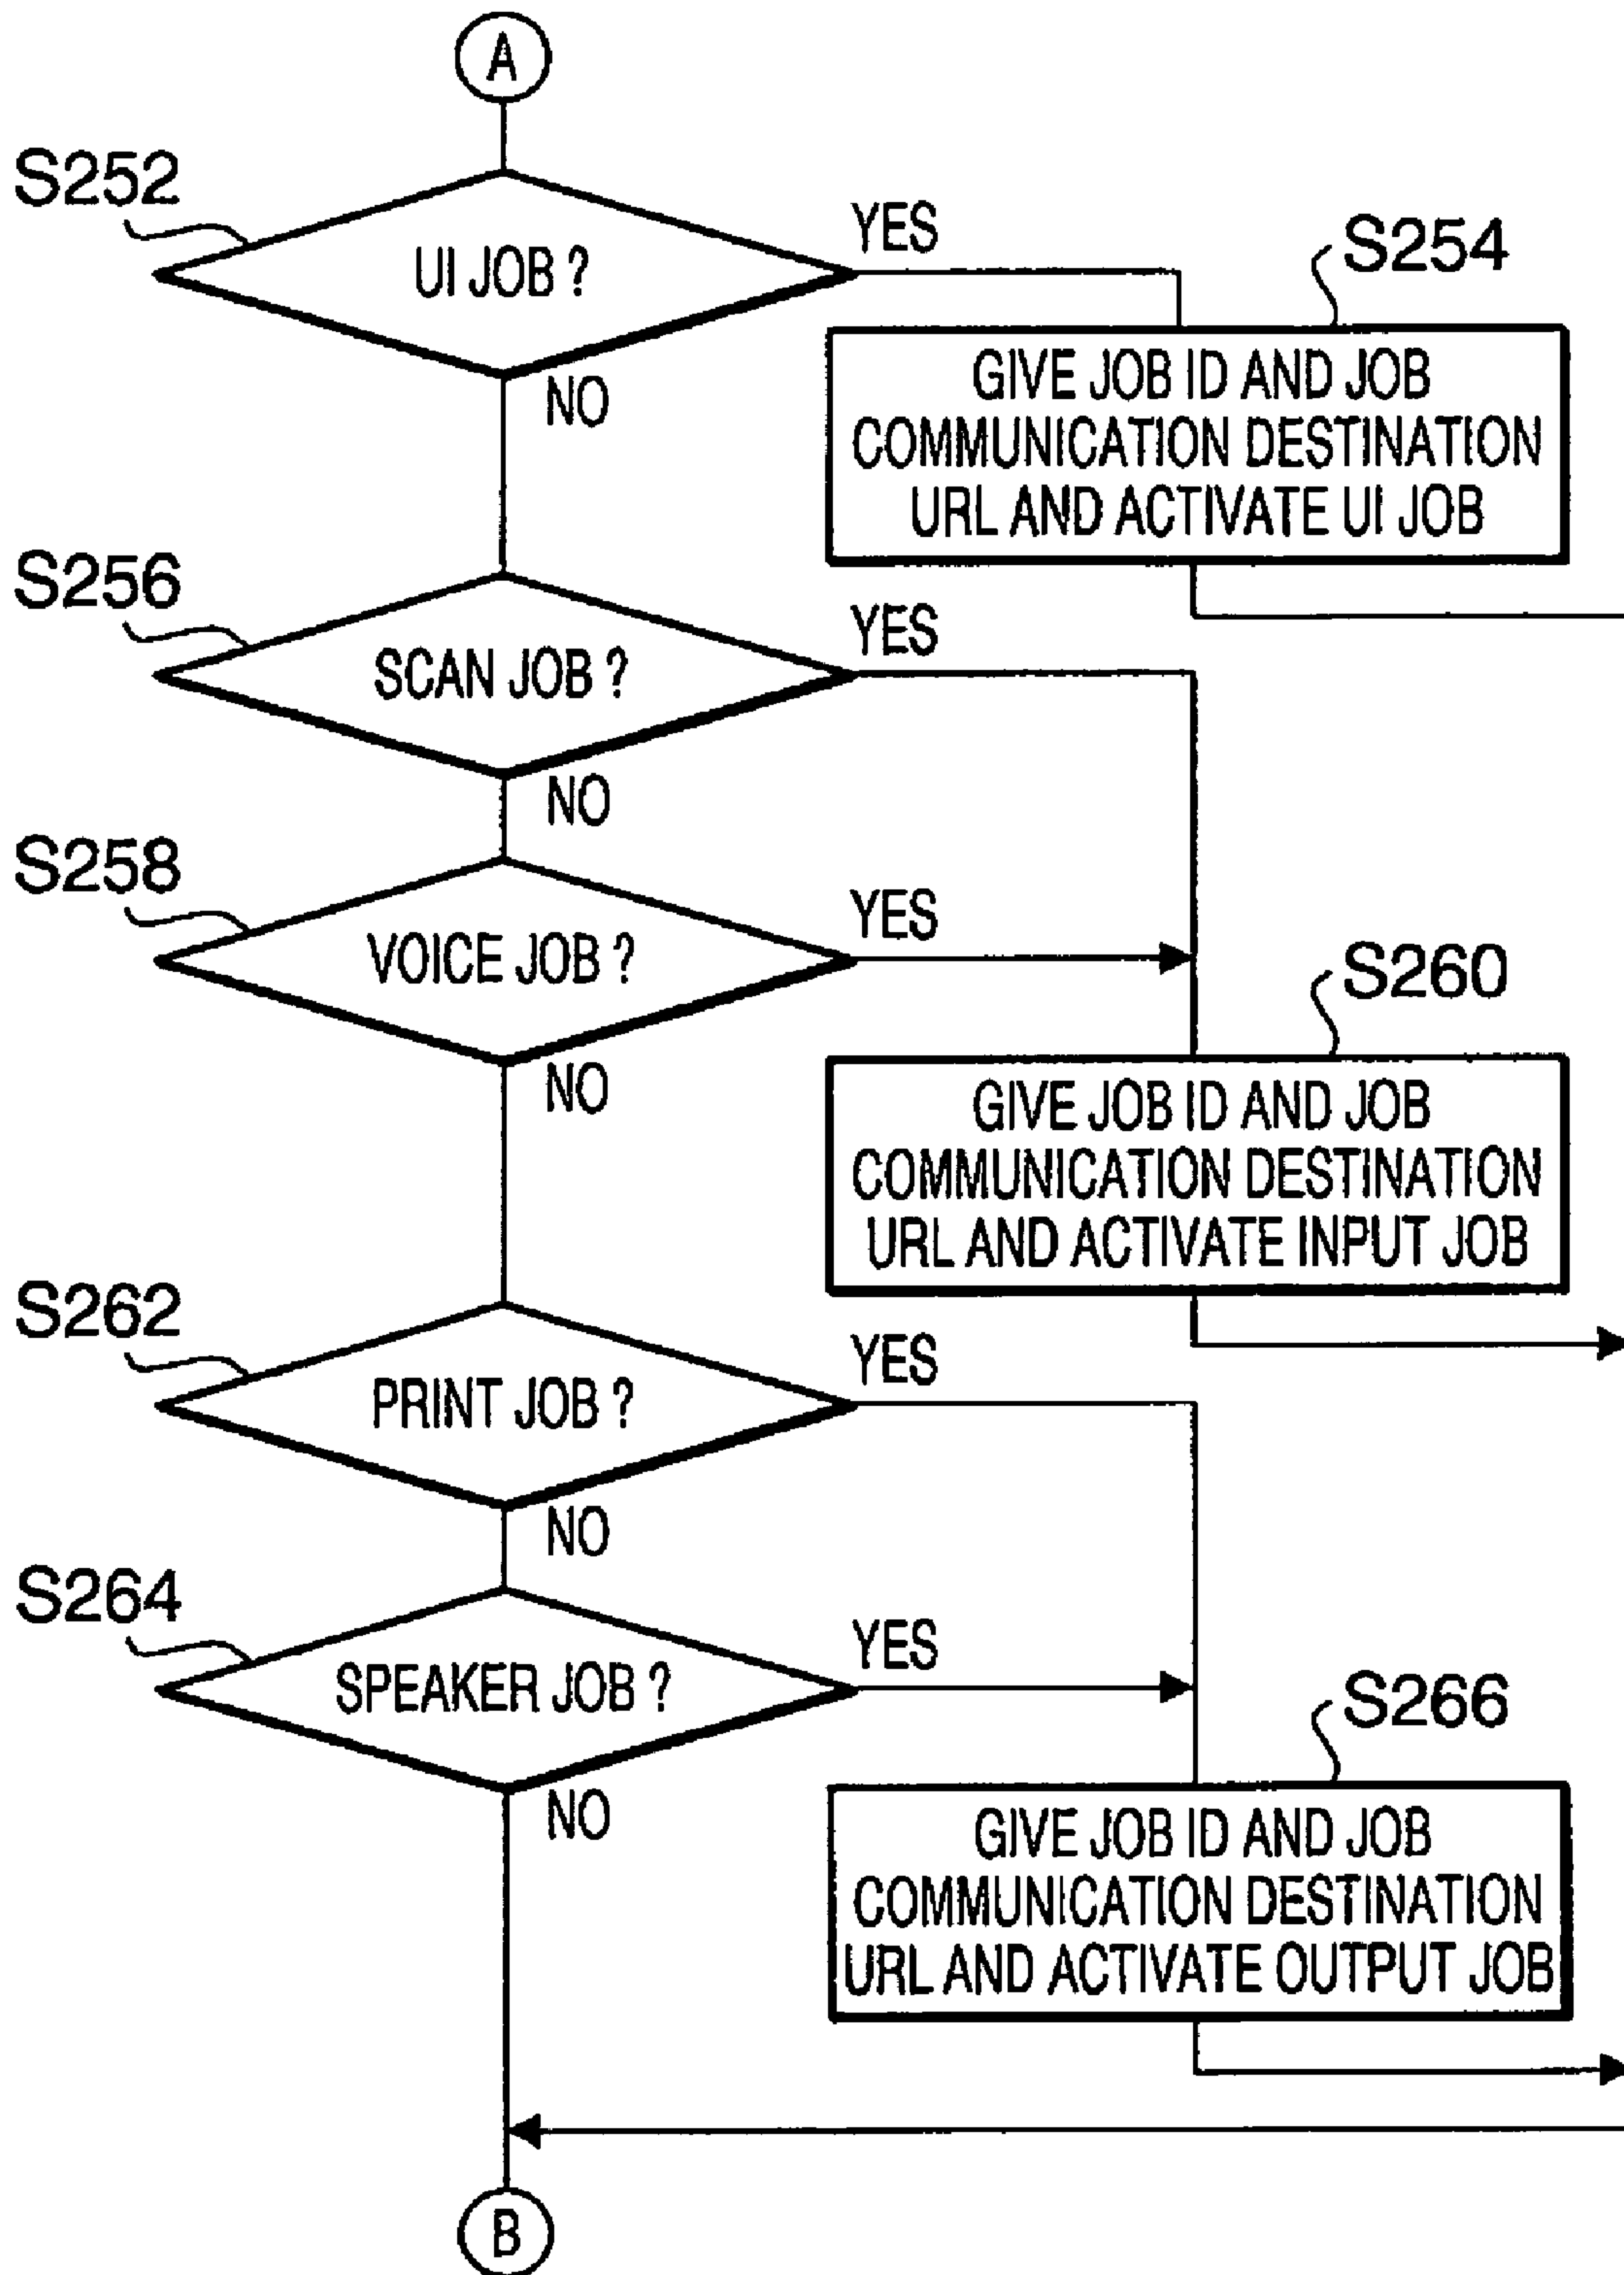 A
S252
UI JOB ?
YES
NO
S254
GIVE JOB ID AND JOB
COMMUNICATION DESTINATION
URL AND ACTIVATE UI JOB
S256
SCAN JOB ?
YES
NO
S258
VOICE JOB ?
YES
NO
S260
GIVE JOB ID AND JOB
COMMUNICATION DESTINATION
URL AND ACTIVATE INPUT JOB
S262
PRINT JOB ?
YES
NO
S264
SPEAKER JOB ?
YES
NO
S266
GIVE JOB ID AND JOB
COMMUNICATION DESTINATION
URL AND ACTIVATE OUTPUT JOB
B